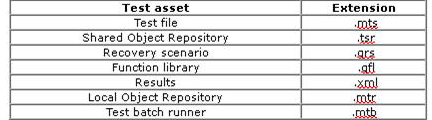 Test asset Extension
Test file .mts
Shared Object Repository .tsr
Recovery scenario .qrs
Function library .qfl
Results .xml
Local Object Repository .mtr
Test batch runner .mtb